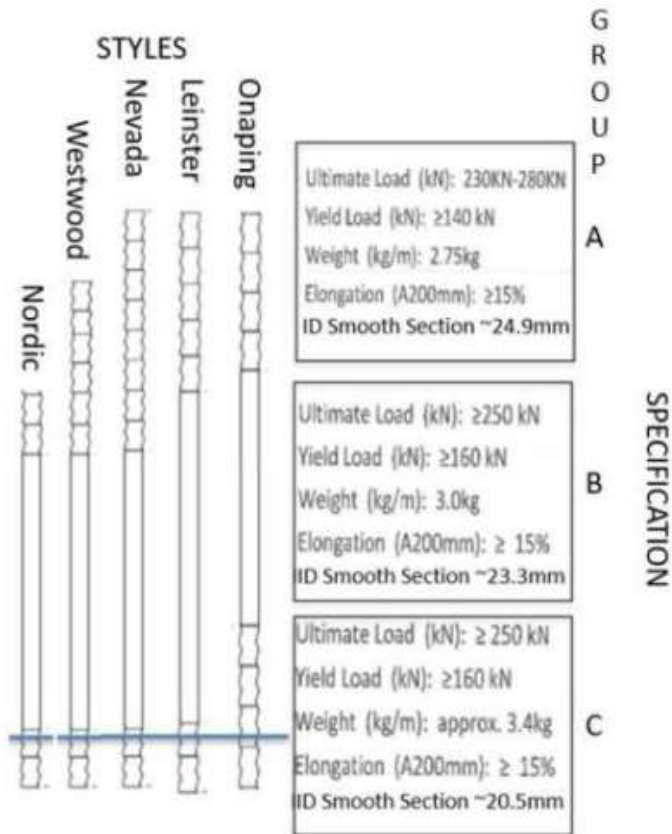 STYLES
Nordic
Westwood
Nevada
Leinster
Onaping
GROUP
Ultimate Load (kN): 230KN-280KN
Yield Load (kN): ≥140 kN
Weight (kg/m): 2.75kg
Elongation (A200mm): ≥15%
ID Smooth Section ~24.9mm
A
Ultimate Load (kN): ≥250 kN
Yield Load (kN): ≥160 kN
Weight (kg/m): 3.0kg
Elongation (A200mm): ≥ 15%
ID Smooth Section ~23.3mm
B
Ultimate Load (kN): ≥ 250 kN
Yield Load (kN): ≥160 kN
Weight (kg/m): approx. 3.4kg
Elongation (A200mm): ≥ 15%
ID Smooth Section ~20.5mm
C
SPECIFICATION